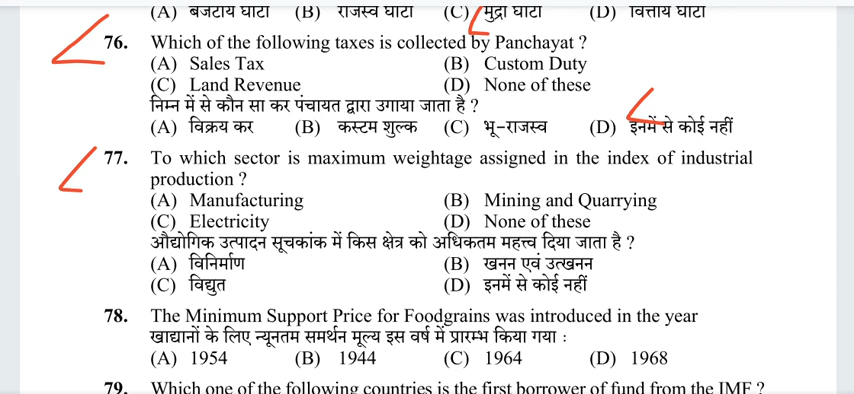 (A) बजटीय घाटा (B) राजस्व घाटा (C) मुद्रा घाटा (D) वित्तीय घाटा
76. Which of the following taxes is collected by Panchayat ?
(A) Sales Tax (B) Custom Duty
(C) Land Revenue (D) None of these
निम्न में से कौन सा कर पंचायत द्वारा उगाया जाता है ?
(A) विक्रय कर (B) कस्टम शुल्क (C) भू-राजस्व (D) इनमें से कोई नहीं
77. To which sector is maximum weightage assigned in the index of industrial
production ?
(A) Manufacturing (B) Mining and Quarrying
(C) Electricity (D) None of these
औद्योगिक उत्पादन सूचकांक में किस क्षेत्र को अधिकतम महत्त्व दिया जाता है ?
(A) विनिर्माण (B) खनन एवं उत्खनन
(C) विद्युत (D) इनमें से कोई नहीं
78. The Minimum Support Price for Foodgrains was introduced in the year
खाद्यानों के लिए न्यूनतम समर्थन मूल्य इस वर्ष में प्रारम्भ किया गया :
(A) 1954 (B) 1944 (C) 1964 (D) 1968
79. Which one of the following countries is the first borrower of fund from the IMF ?